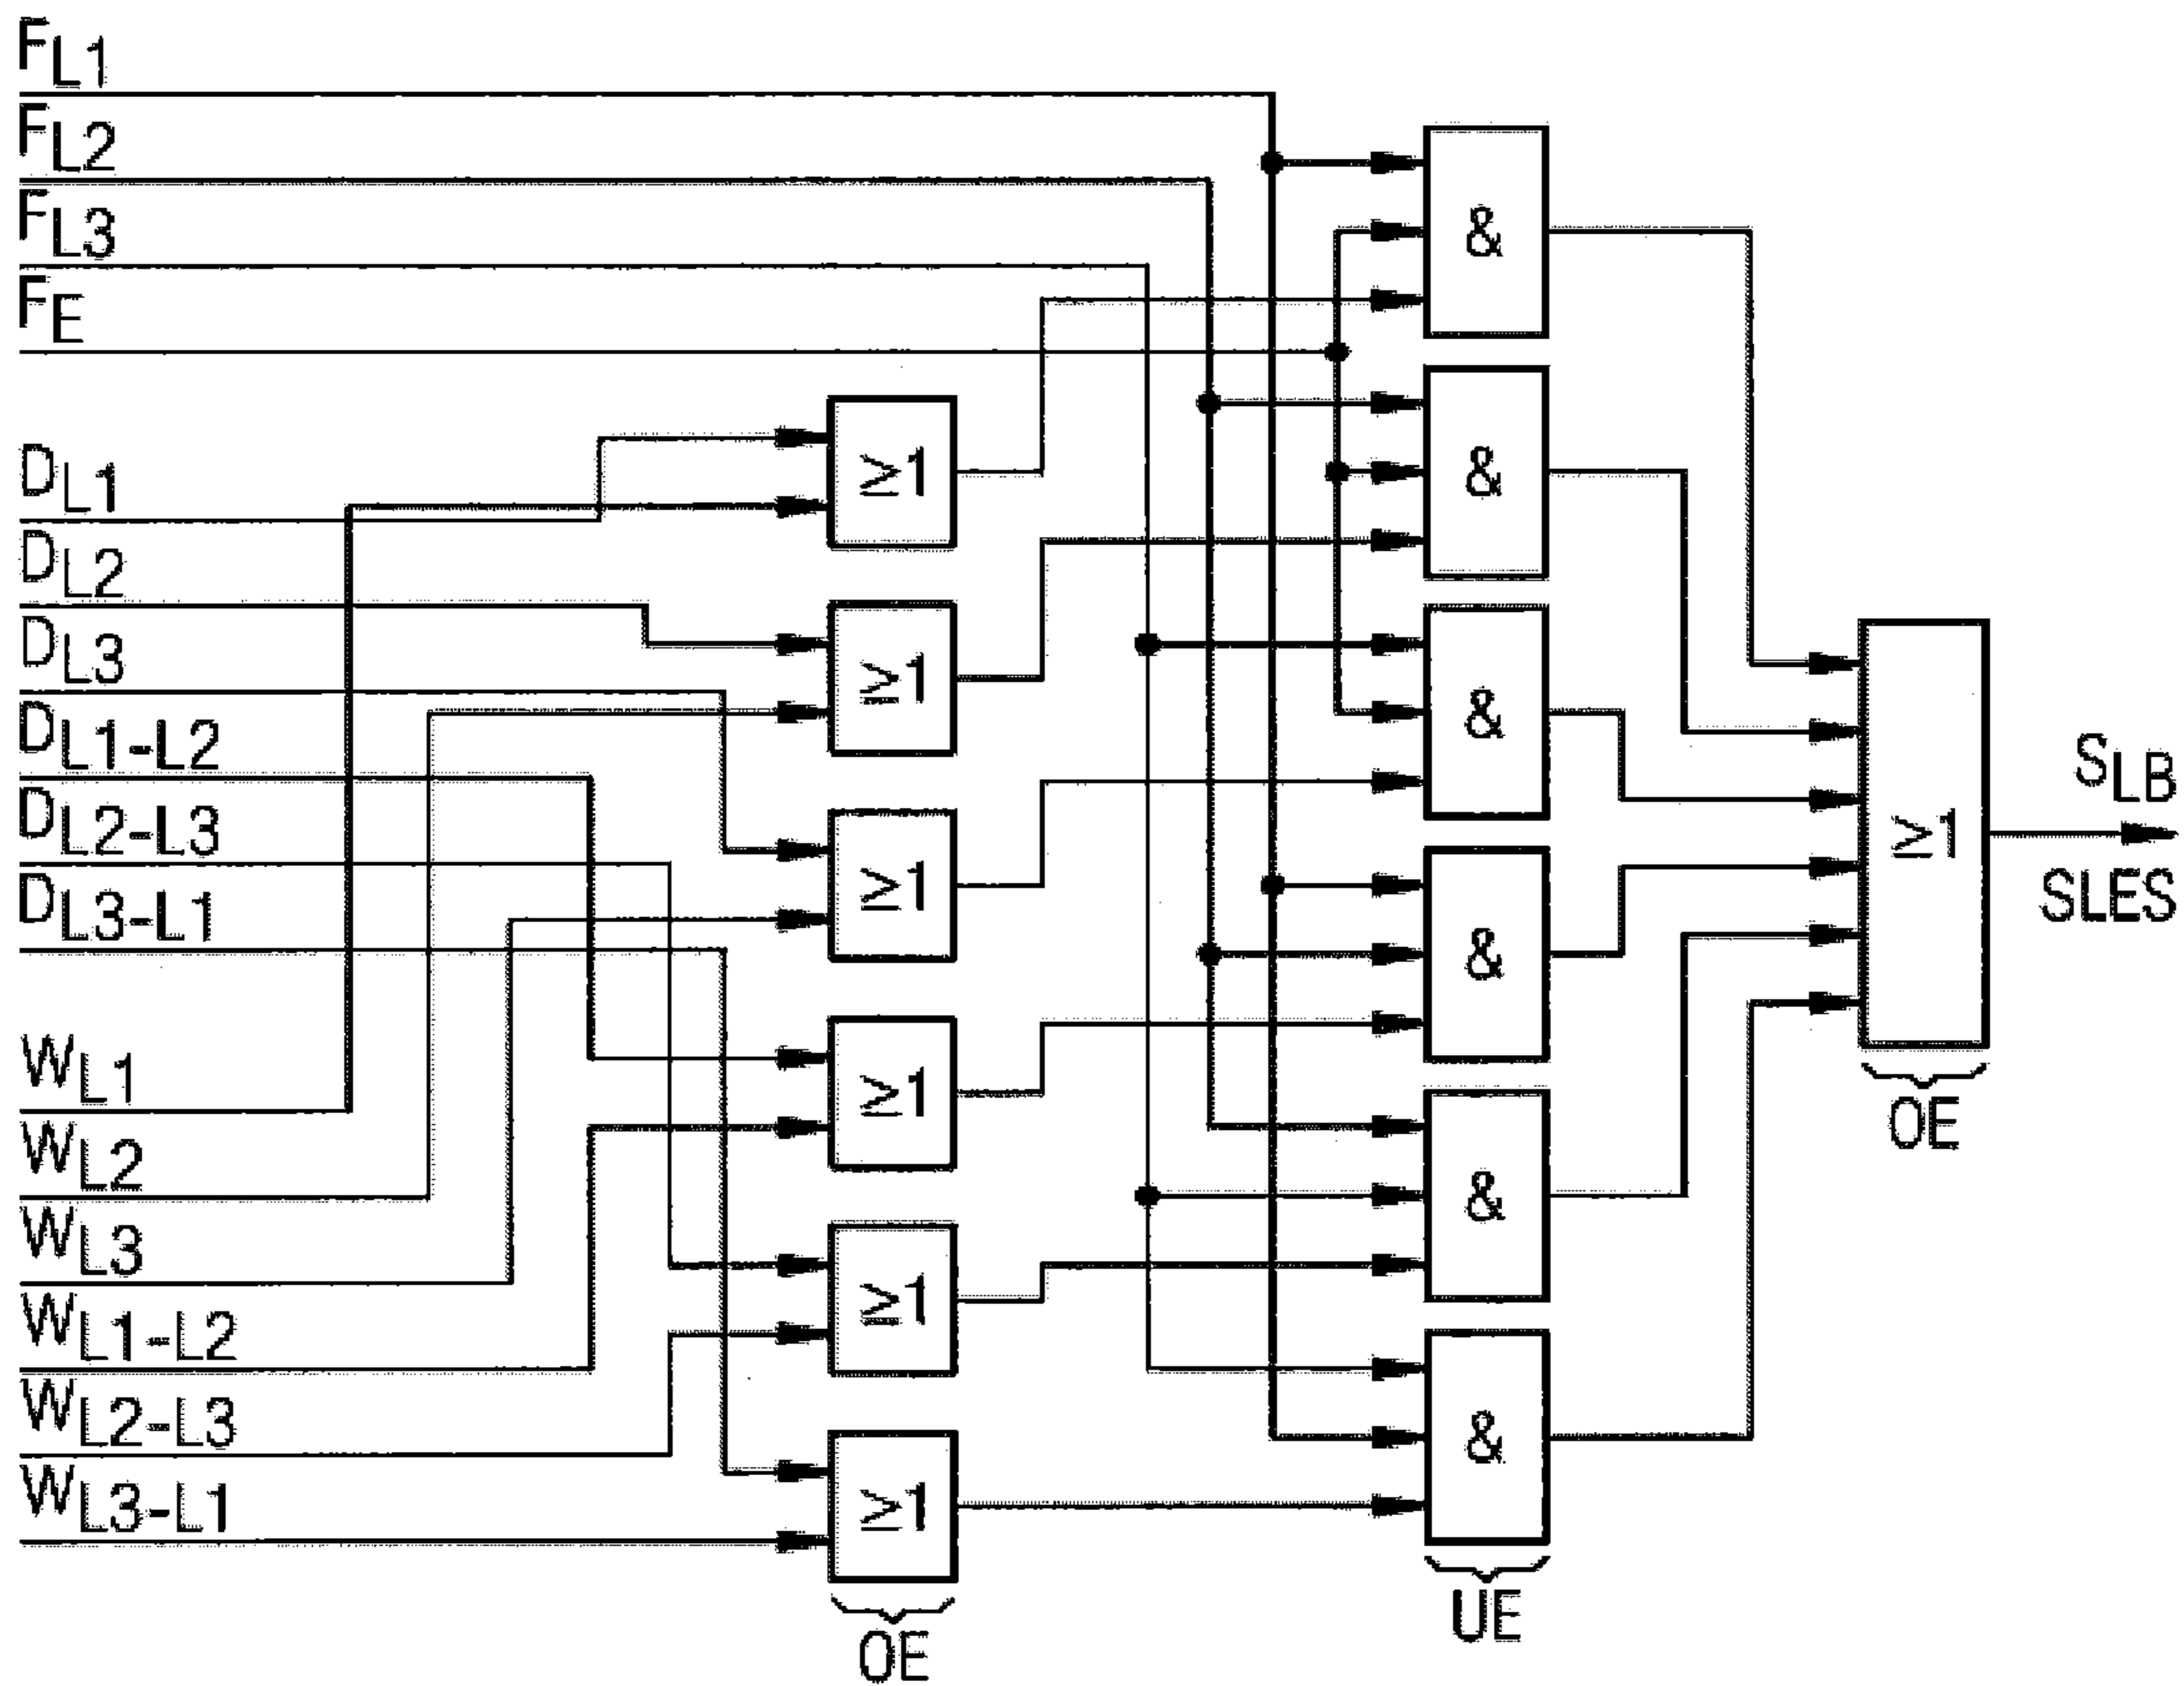 FL1
FL2
FL3
FE
DL1
DL2
DL3
DL1-L2
DL2-L3
DL3-L1
WL1
WL2
WL3
WL1-L2
WL2-L3
WL3-L1
≥1
≥1
≥1
≥1
≥1
≥1
OE
&
&
&
&
&
&
UE
≥1
OE
SLB
SLES